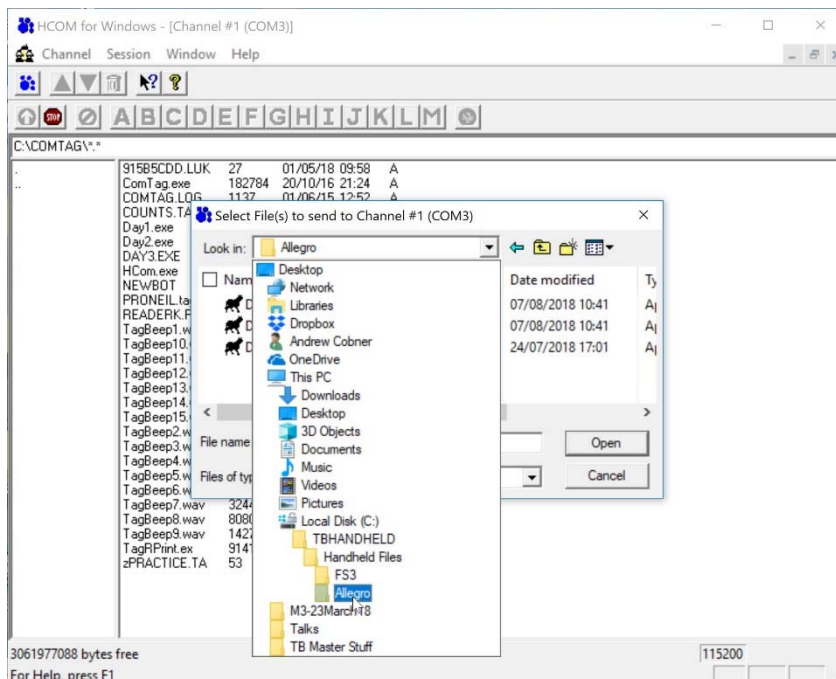 HCOM for Windows - [Channel #1 (COM3)]
Channel Session Window Help
A B C D E F G H I J K L M
C:\COMTAG\*.*
.
..
915B5CDD.LUK 27 01/05/18 09:58 A
ComTag.exe 182784 20/10/16 21:24 A
COMTAG.LOG 1137 01/06/15 12:52 A
COUNTS.TA
Day1.exe
Day2.exe
DAY3.EXE
HCom.exe
NEWBOT
PRONEIL.ta
READERK.
TagBeep1.w
TagBeep10.
TagBeep11.
TagBeep12.
TagBeep13.
TagBeep14.
TagBeep15.
TagBeep2.w
TagBeep3.w
TagBeep4.w
TagBeep5.w
TagBeep6.w
TagBeep7.wav 3244
TagBeep8.wav 8080
TagBeep9.wav 1427
TagRPrint.ex 914
zPRACTICE.TA 53
Select File(s) to send to Channel #1 (COM3)
Look in: Allegro
Nam Date modified Ty
D 07/08/2018 10:41 A
D 07/08/2018 10:41 A
D 24/07/2018 17:01 A
File name Open
Files of typ Cancel
Desktop
Network
Libraries
Dropbox
Andrew Cobner
OneDrive
This PC
Downloads
Desktop
3D Objects
Documents
Music
Videos
Pictures
Local Disk (C:)
TBHANDHELD
Handheld Files
FS3
Allegro
M3-23March18
Talks
TB Master Stuff
3061977088 bytes free 115200
For Help, press F1